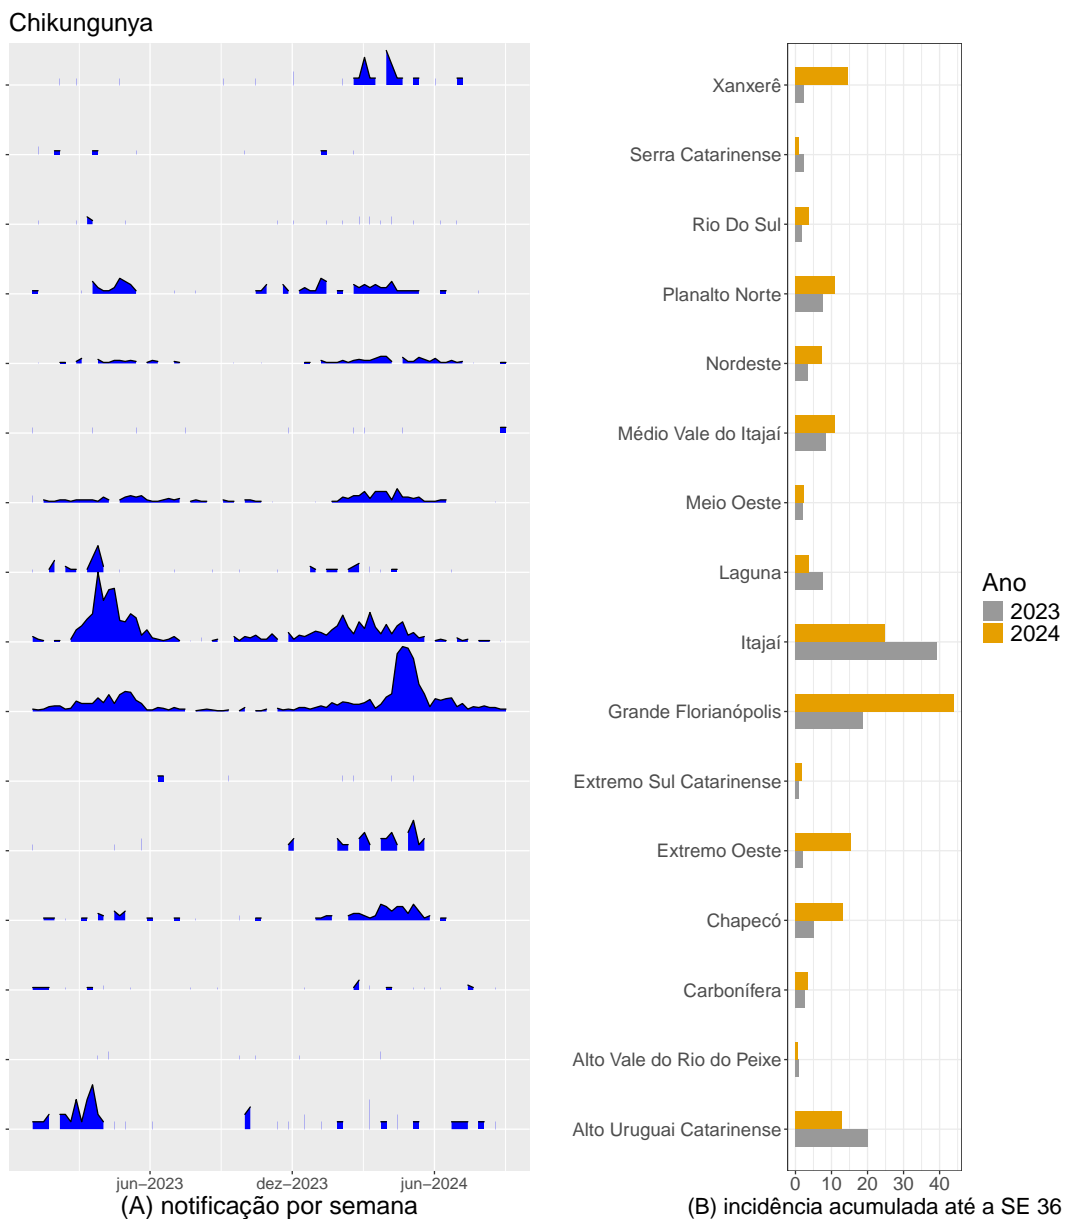 Chikungunya
Xanxerê
Serra Catarinense
Rio Do Sul
Planalto Norte
Nordeste
Médio Vale do Itajaí
Meio Oeste
Laguna
Itajaí
Grande Florianópolis
Extremo Sul Catarinense
Extremo Oeste
Chapecó
Carbonífera
Alto Vale do Rio do Peixe
Alto Uruguai Catarinense
Ano
2023
2024
jun−2023 dez−2023 jun−2024
0 10 20 30 40
(A) notificação por semana
(B) incidência acumulada até a SE 36